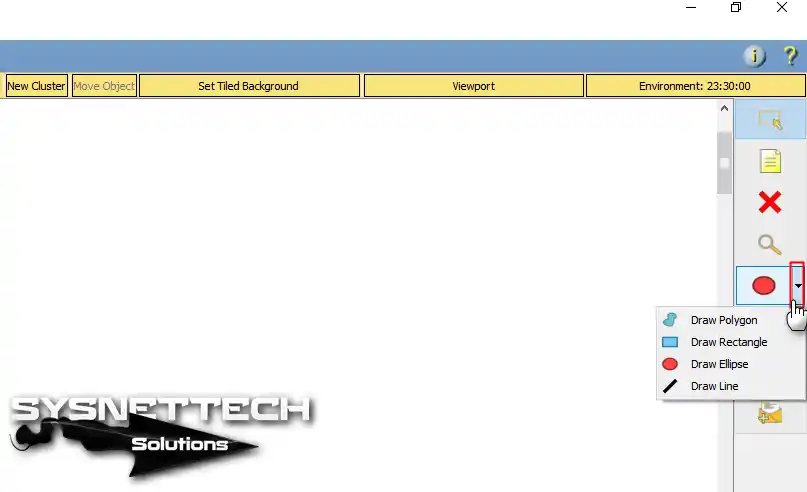 New Cluster Move Object Set Tiled Background Viewport Environment: 23:30:00
Draw Polygon
Draw Rectangle
Draw Ellipse
Draw Line
SYSNETTECH
Solutions